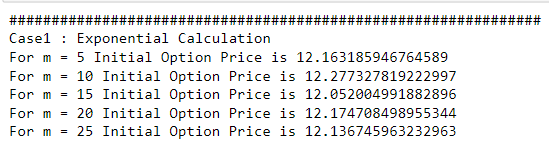 ################################################################
Case1 : Exponential Calculation
For m = 5 Initial Option Price is 12.163185946764589
For m = 10 Initial Option Price is 12.277327819222997
For m = 15 Initial Option Price is 12.052004991882896
For m = 20 Initial Option Price is 12.174708498955344
For m = 25 Initial Option Price is 12.136745963232963